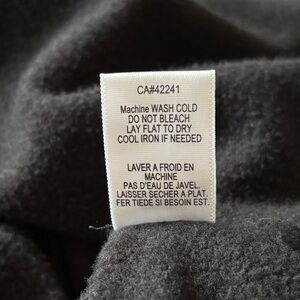 CA#42241
Machine WASH COLD
DO NOT BLEACH
LAY FLAT TO DRY
COOL IRON IF NEEDED
LAVER A FROID EN
MACHINE
PAS D'EAU DE JAVEL.
LAISSER SECHER A PLAT.
FER TIEDE SI BESOIN EST.